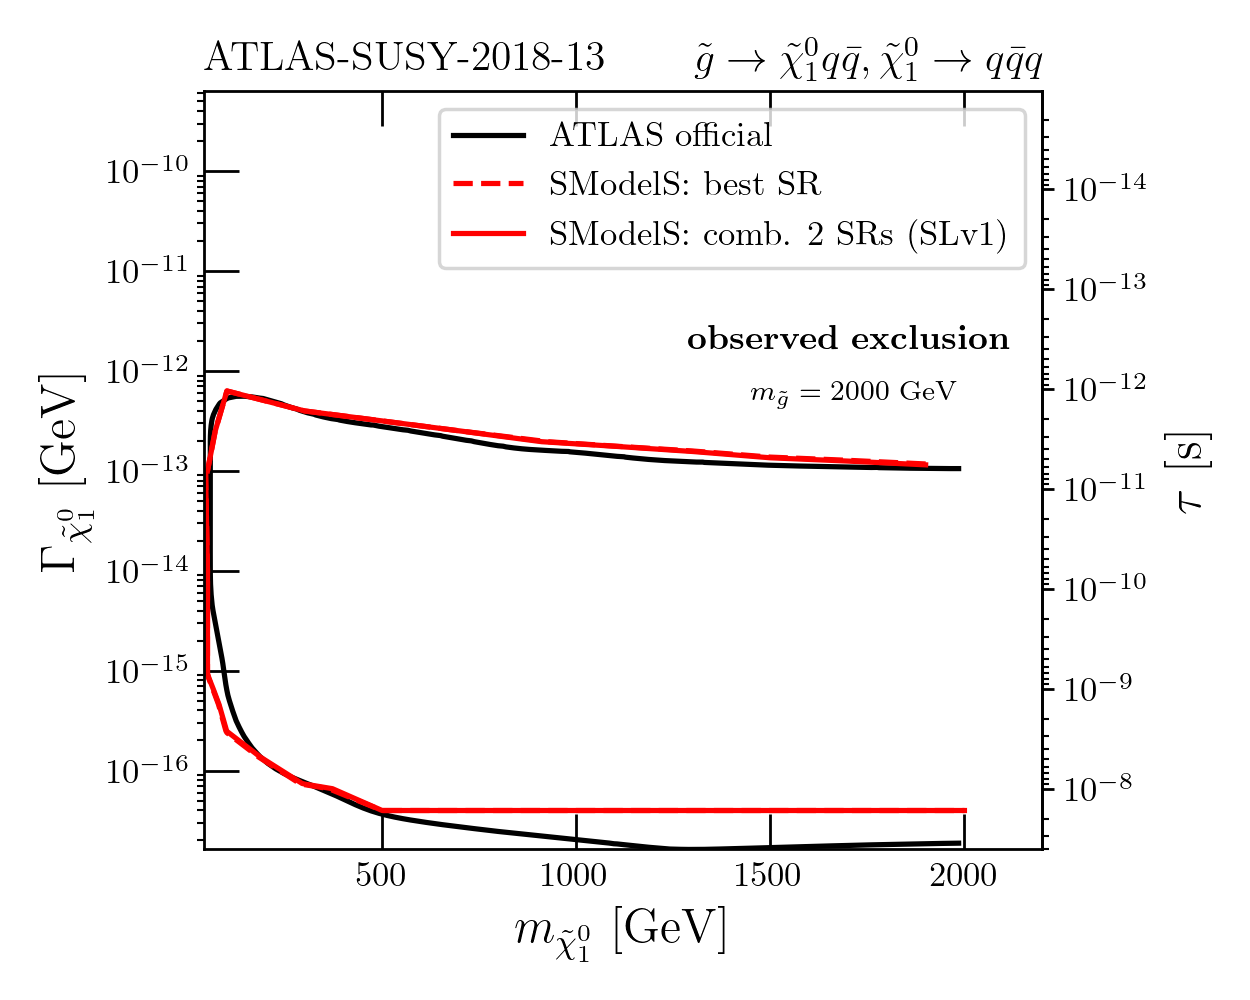 ATLAS-SUSY-2018-13 g̃ → χ̃₁⁰qq̄, χ̃₁⁰ → qq̄q
ATLAS official
SModelS: best SR
SModelS: comb. 2 SRs (SLv1)
observed exclusion
m_g̃ = 2000 GeV
Γ_χ̃₁⁰ [GeV]
10⁻¹⁰
10⁻¹¹
10⁻¹²
10⁻¹³
10⁻¹⁴
10⁻¹⁵
10⁻¹⁶
10⁻¹⁴
10⁻¹³
10⁻¹²
10⁻¹¹
10⁻¹⁰
10⁻⁹
10⁻⁸
τ [s]
500 1000 1500 2000
m_χ̃₁⁰ [GeV]